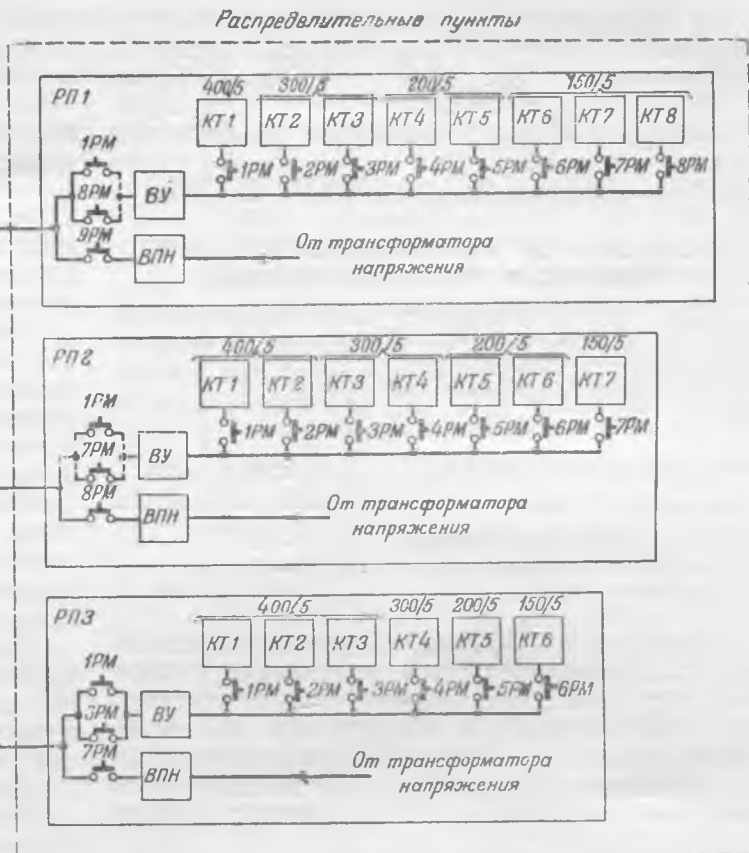 Распределительные пункты
РП1
400/5 300/5 200/5 150/5
КТ1 КТ2 КТ3 КТ4 КТ5 КТ6 КТ7 КТ8
1РМ
1РМ 2РМ 3РМ 4РМ 5РМ 6РМ 7РМ 8РМ
8РМ
ВУ
9РМ
ВПН
От трансформатора
напряжения
РП2
400/5 300/5 200/5 150/5
КТ1 КТ2 КТ3 КТ4 КТ5 КТ6 КТ7
1РМ
1РМ 2РМ 3РМ 4РМ 5РМ 6РМ 7РМ
7РМ
ВУ
8РМ
ВПН
От трансформатора
напряжения
РП3
400/5 300/5 200/5 150/5
КТ1 КТ2 КТ3 КТ4 КТ5 КТ6
1РМ
1РМ 2РМ 3РМ 4РМ 5РМ 6РМ
ВУ
7РМ
ВПН
От трансформатора
напряжения